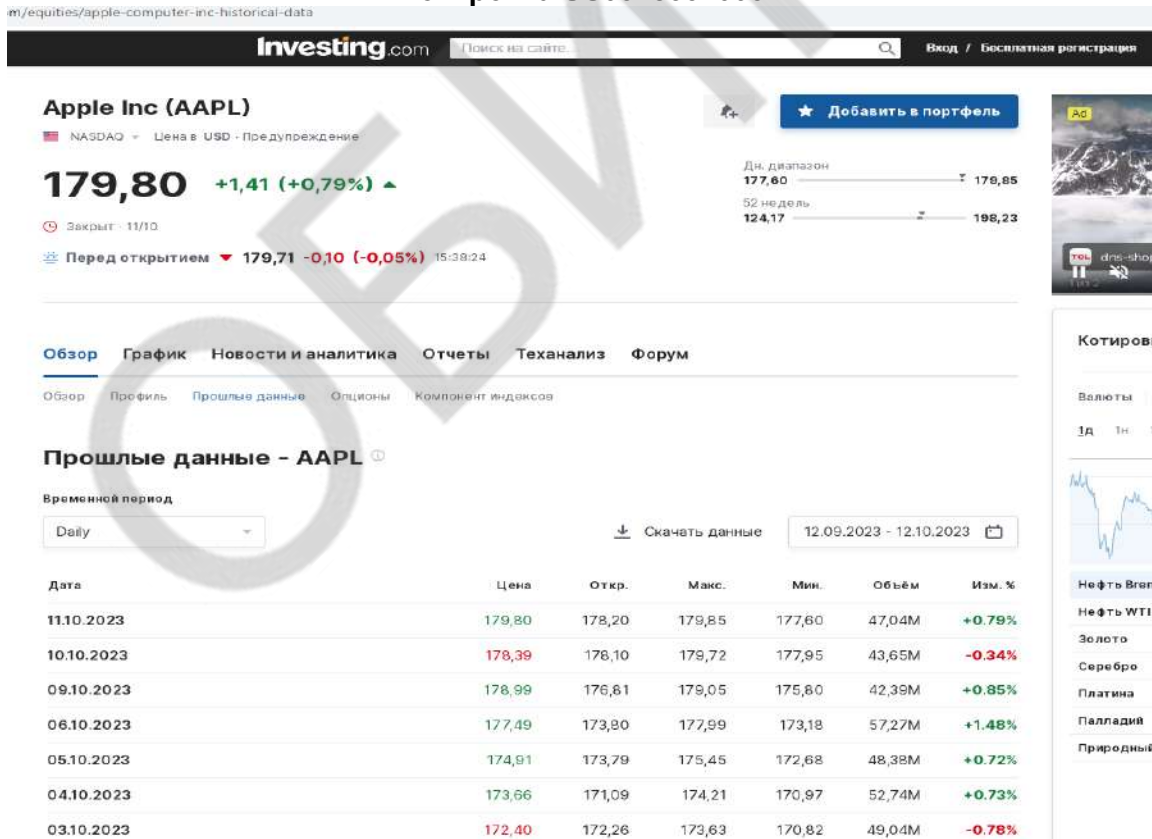 m/equities/apple-computer-inc-historical-data
Investing.com Поиск на сайте... Вход / Бесплатная регистрация
Apple Inc (AAPL)
Добавить в портфель
Ad
NASDAQ Цена в USD - Предупреждение
179,80 +1,41 (+0,79%)
Дн. диапазон
177,60 179,85
52 недель
124,17 198,23
Закрыт · 11/10
Перед открытием 179,71 -0,10 (-0,05%) 15:38:24
TCL dns-shop
Обзор График Новости и аналитика Отчеты Теханализ Форум
Котиров
Обзор Профиль Прошлые данные Опционы Компонент индексов
Валюты
1д 1н
Прошлые данные - AAPL
Временной период
Daily Скачать данные 12.09.2023 - 12.10.2023
Дата Цена Откр. Макс. Мин. Объём Изм. %
11.10.2023 179,80 178,20 179,85 177,60 47,04M +0.79%
10.10.2023 178,39 178,10 179,72 177,95 43,65M -0.34%
09.10.2023 178,99 176,81 179,05 175,80 42,39M +0.85%
06.10.2023 177,49 173,80 177,99 173,18 57,27M +1.48%
05.10.2023 174,91 173,79 175,45 172,68 48,38M +0.72%
04.10.2023 173,66 171,09 174,21 170,97 52,74M +0.73%
03.10.2023 172,40 172,26 173,63 170,82 49,04M -0.78%
Нефть Bren
Нефть WTI
Золото
Серебро
Платина
Палладий
Природный